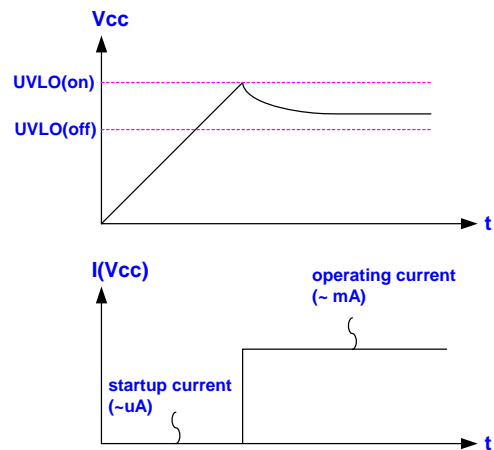 Vcc
UVLO(on)
UVLO(off)
t
I(Vcc)
operating current
(~ mA)
startup current
(~uA)
t